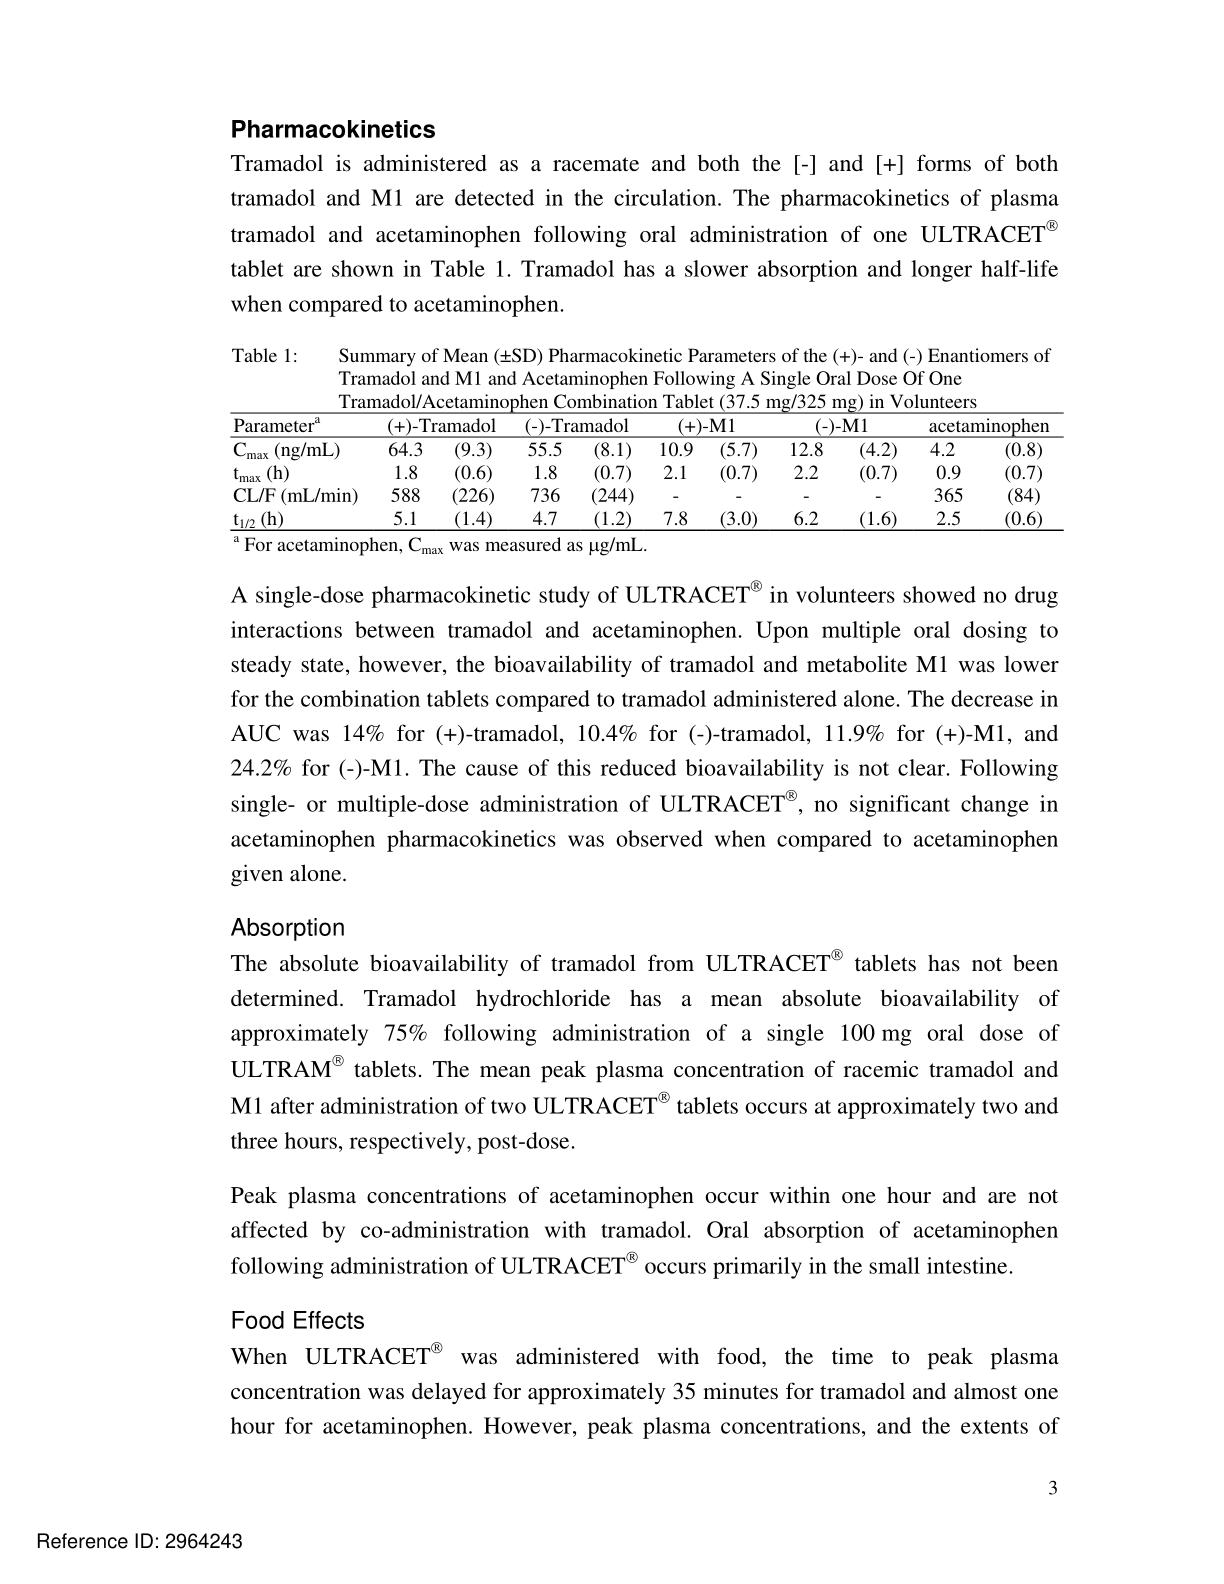 Pharmacokinetics
Tramadol is administered as a racemate and both the [-] and [+] forms of both
tramadol and M1 are detected in the circulation. The pharmacokinetics of plasma
tramadol and acetaminophen following oral administration of one ULTRACET®
tablet are shown in Table 1. Tramadol has a slower absorption and longer half-life
when compared to acetaminophen.
Table 1: Summary of Mean (±SD) Pharmacokinetic Parameters of the (+)- and (-) Enantiomers of
Tramadol and M1 and Acetaminophen Following A Single Oral Dose Of One
Tramadol/Acetaminophen Combination Tablet (37.5 mg/325 mg) in Volunteers
Parameterᵃ (+)-Tramadol (-)-Tramadol (+)-M1 (-)-M1 acetaminophen
Cmax (ng/mL) 64.3 (9.3) 55.5 (8.1) 10.9 (5.7) 12.8 (4.2) 4.2 (0.8)
tmax (h) 1.8 (0.6) 1.8 (0.7) 2.1 (0.7) 2.2 (0.7) 0.9 (0.7)
CL/F (mL/min) 588 (226) 736 (244) - - - - 365 (84)
t1/2 (h) 5.1 (1.4) 4.7 (1.2) 7.8 (3.0) 6.2 (1.6) 2.5 (0.6)
ᵃ For acetaminophen, Cmax was measured as μg/mL.
A single-dose pharmacokinetic study of ULTRACET® in volunteers showed no drug
interactions between tramadol and acetaminophen. Upon multiple oral dosing to
steady state, however, the bioavailability of tramadol and metabolite M1 was lower
for the combination tablets compared to tramadol administered alone. The decrease in
AUC was 14% for (+)-tramadol, 10.4% for (-)-tramadol, 11.9% for (+)-M1, and
24.2% for (-)-M1. The cause of this reduced bioavailability is not clear. Following
single- or multiple-dose administration of ULTRACET®, no significant change in
acetaminophen pharmacokinetics was observed when compared to acetaminophen
given alone.
Absorption
The absolute bioavailability of tramadol from ULTRACET® tablets has not been
determined. Tramadol hydrochloride has a mean absolute bioavailability of
approximately 75% following administration of a single 100 mg oral dose of
ULTRAM® tablets. The mean peak plasma concentration of racemic tramadol and
M1 after administration of two ULTRACET® tablets occurs at approximately two and
three hours, respectively, post-dose.
Peak plasma concentrations of acetaminophen occur within one hour and are not
affected by co-administration with tramadol. Oral absorption of acetaminophen
following administration of ULTRACET® occurs primarily in the small intestine.
Food Effects
When ULTRACET® was administered with food, the time to peak plasma
concentration was delayed for approximately 35 minutes for tramadol and almost one
hour for acetaminophen. However, peak plasma concentrations, and the extents of
3
Reference ID: 2964243